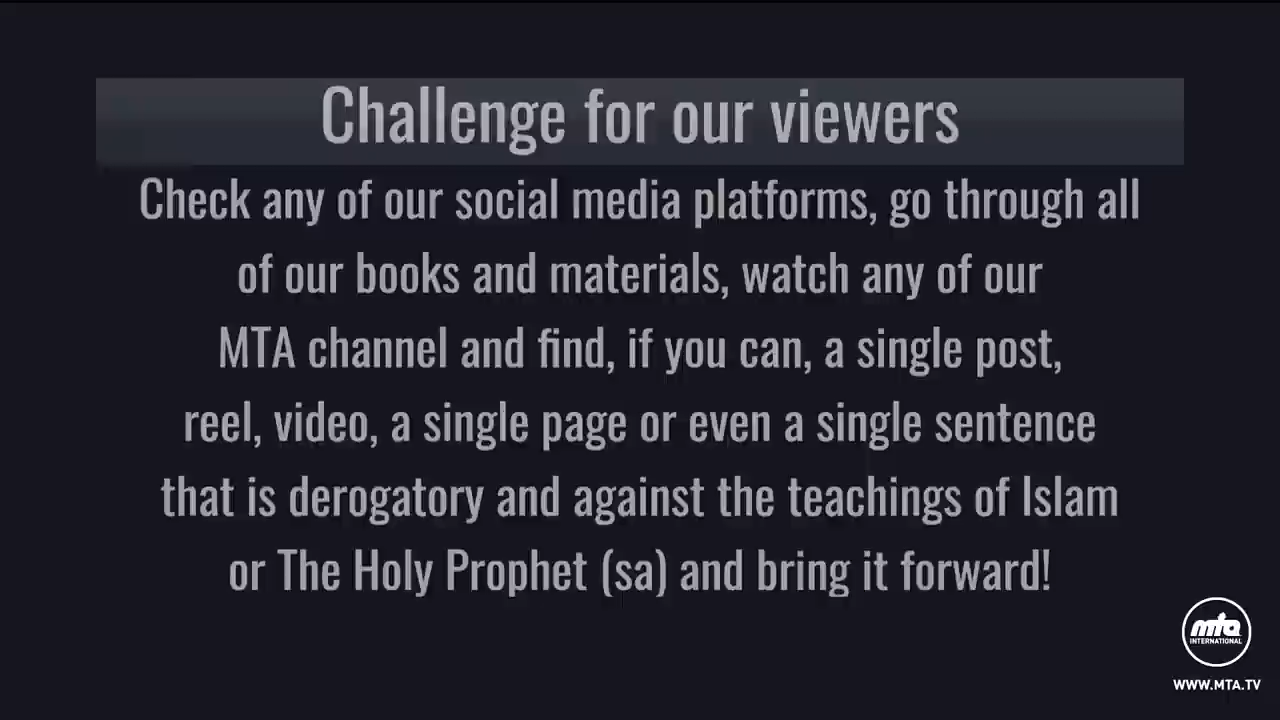 Challenge for our viewers
Check any of our social media platforms, go through all
of our books and materials, watch any of our
MTA channel and find, if you can, a single post,
reel, video, a single page or even a single sentence
that is derogatory and against the teachings of Islam
or The Holy Prophet (sa) and bring it forward!
mta
INTERNATIONAL
WWW.MTA.TV